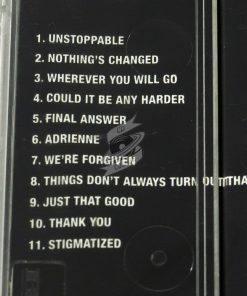 1. UNSTOPPABLE
2. NOTHING'S CHANGED
3. WHEREVER YOU WILL GO
4. COULD IT BE ANY HARDER
5. FINAL ANSWER
6. ADRIENNE
7. WE'RE FORGIVEN
8. THINGS DON'T ALWAYS TURN OUT THA
9. JUST THAT GOOD
10. THANK YOU
11. STIGMATIZED